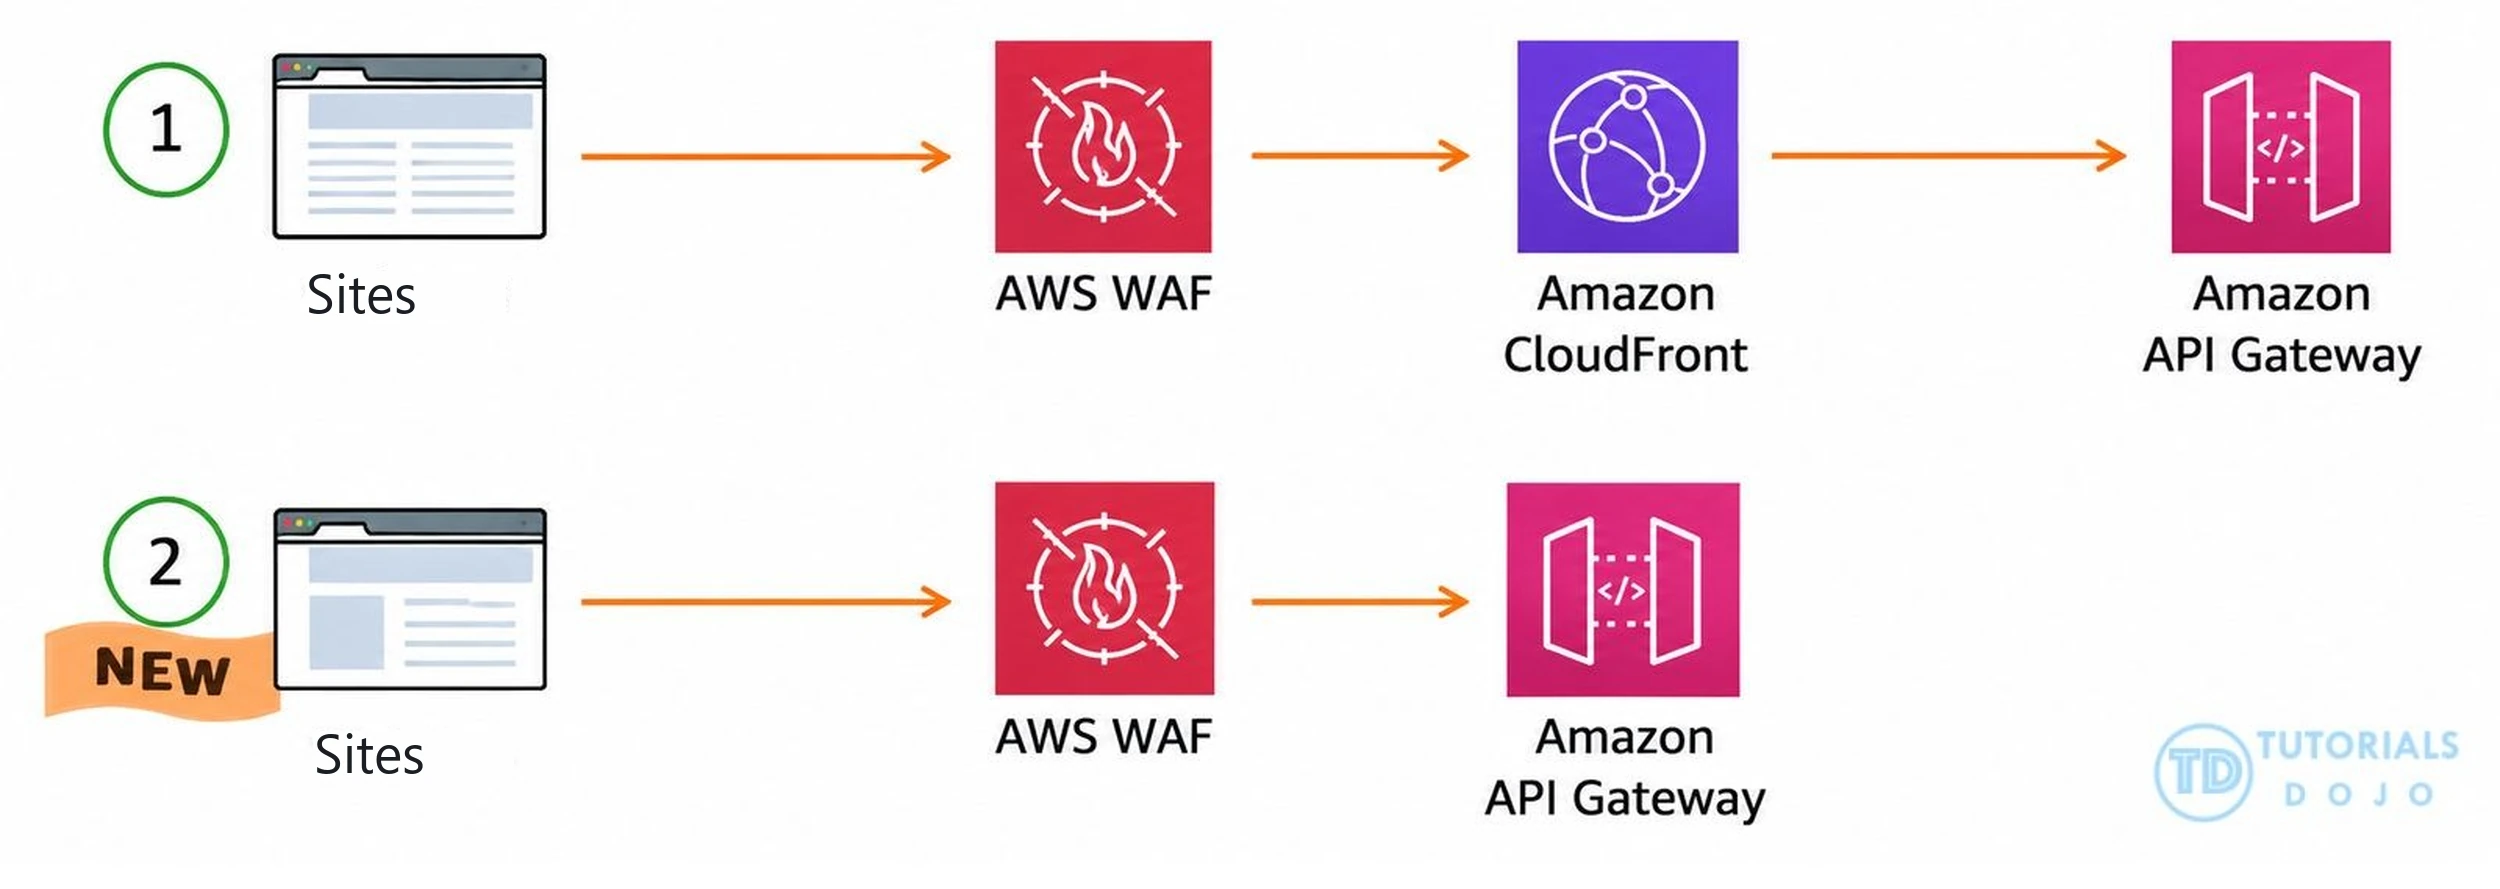 1
Sites
AWS WAF
Amazon
CloudFront
</>
Amazon
API Gateway
2
NEW
Sites
AWS WAF
</>
Amazon
API Gateway
TD
TUTORIALS
DOJO